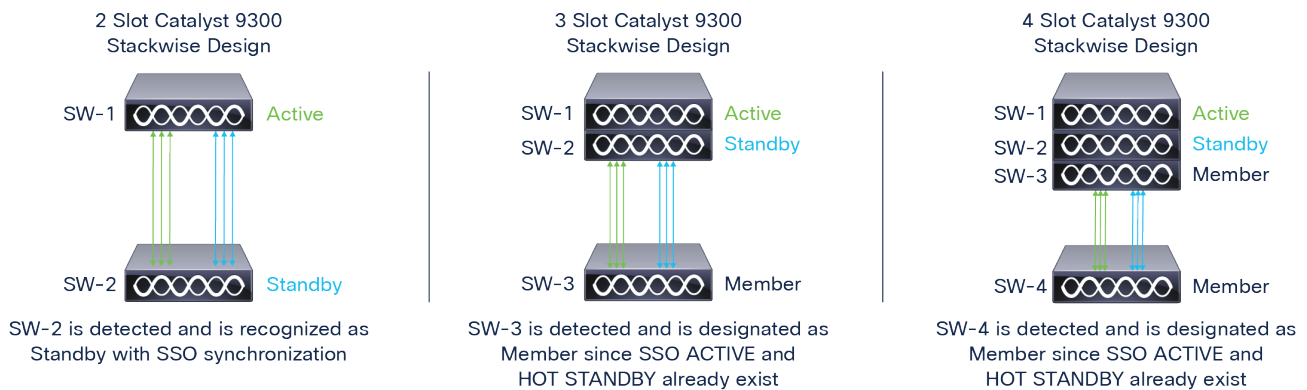 2 Slot Catalyst 9300
Stackwise Design
SW-1
Active
SW-2
Standby
SW-2 is detected and is recognized as
Standby with SSO synchronization
3 Slot Catalyst 9300
Stackwise Design
SW-1
Active
SW-2
Standby
SW-3
Member
SW-3 is detected and is designated as
Member since SSO ACTIVE and
HOT STANDBY already exist
4 Slot Catalyst 9300
Stackwise Design
SW-1
Active
SW-2
Standby
SW-3
Member
SW-4
Member
SW-4 is detected and is designated as
Member since SSO ACTIVE and
HOT STANDBY already exist